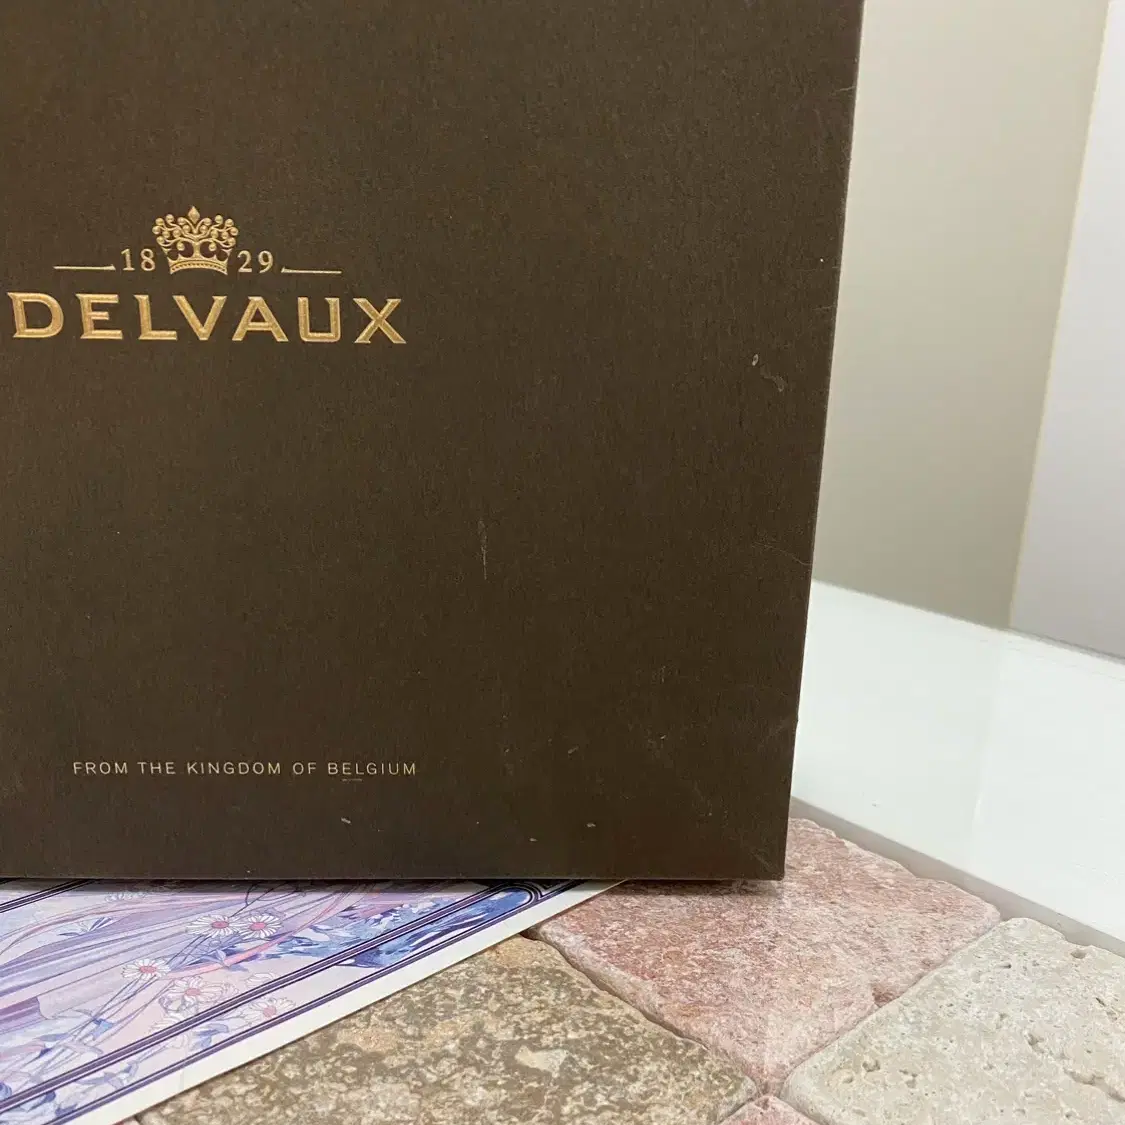 18 29
DELVAUX
FROM THE KINGDOM OF BELGIUM